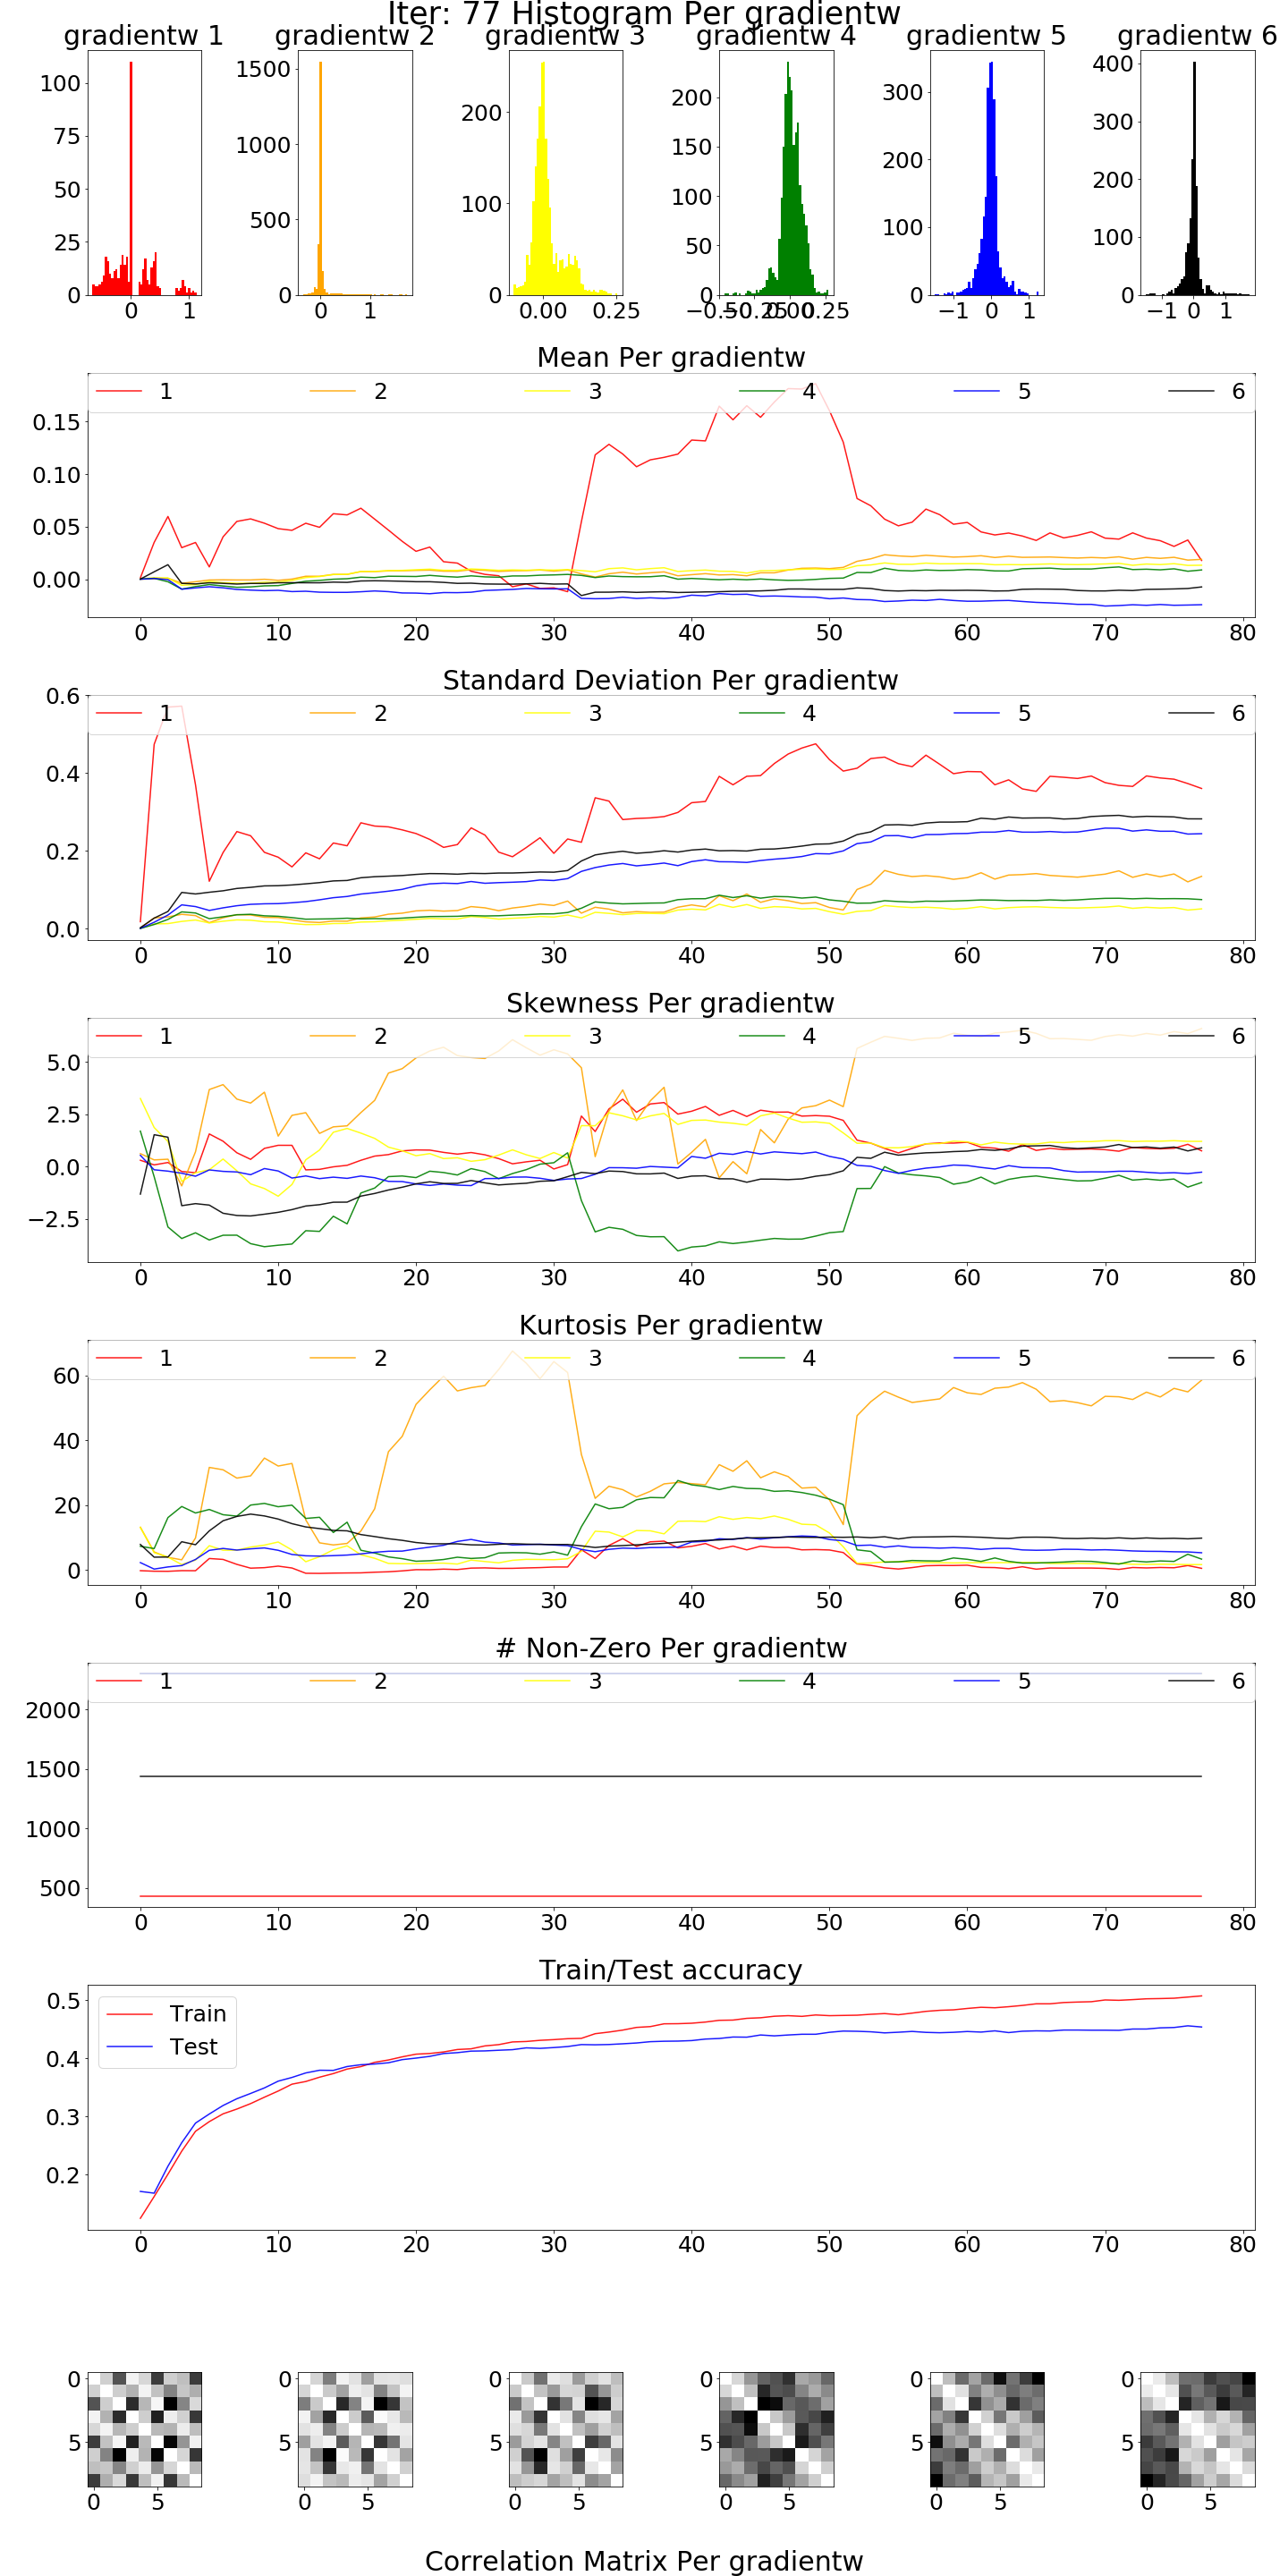 Iter: 77 Histogram Per gradientw
gradientw 1 gradientw 2 gradientw 3 gradientw 4 gradientw 5 gradientw 6
100
75
50
25
0
0 1
1500
1000
500
0
0 1
200
100
0
0.00 0.25
200
150
100
50
0
−0.50 −0.25 0.00 0.25
300
200
100
0
−1 0 1
400
300
200
100
0
−1 0 1
Mean Per gradientw
1 2 3 4 5 6
0.15
0.10
0.05
0.00
0 10 20 30 40 50 60 70 80
Standard Deviation Per gradientw
1 2 3 4 5 6
0.6
0.4
0.2
0.0
0 10 20 30 40 50 60 70 80
Skewness Per gradientw
1 2 3 4 5 6
5.0
2.5
0.0
−2.5
0 10 20 30 40 50 60 70 80
Kurtosis Per gradientw
1 2 3 4 5 6
60
40
20
0
0 10 20 30 40 50 60 70 80
# Non-Zero Per gradientw
1 2 3 4 5 6
2000
1500
1000
500
0 10 20 30 40 50 60 70 80
Train/Test accuracy
Train
Test
0.5
0.4
0.3
0.2
0 10 20 30 40 50 60 70 80
0
5
0 5
0
5
0 5
0
5
0 5
0
5
0 5
0
5
0 5
0
5
0 5
Correlation Matrix Per gradientw